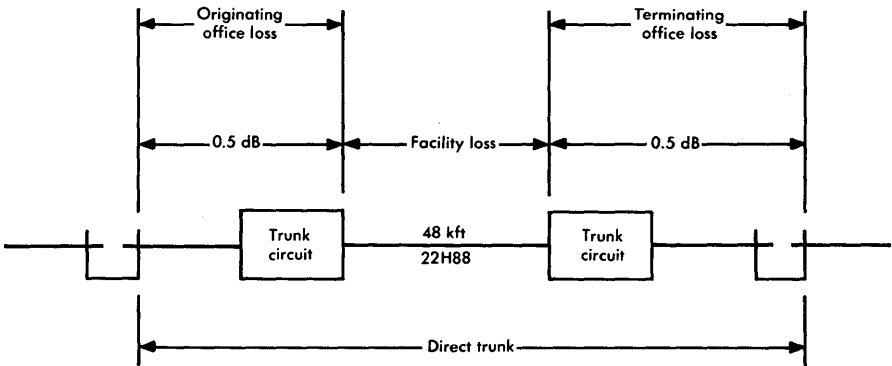 Originating
office loss
Terminating
office loss
0.5 dB
Facility loss
0.5 dB
Trunk
circuit
48 kft
22H88
Trunk
circuit
Direct trunk